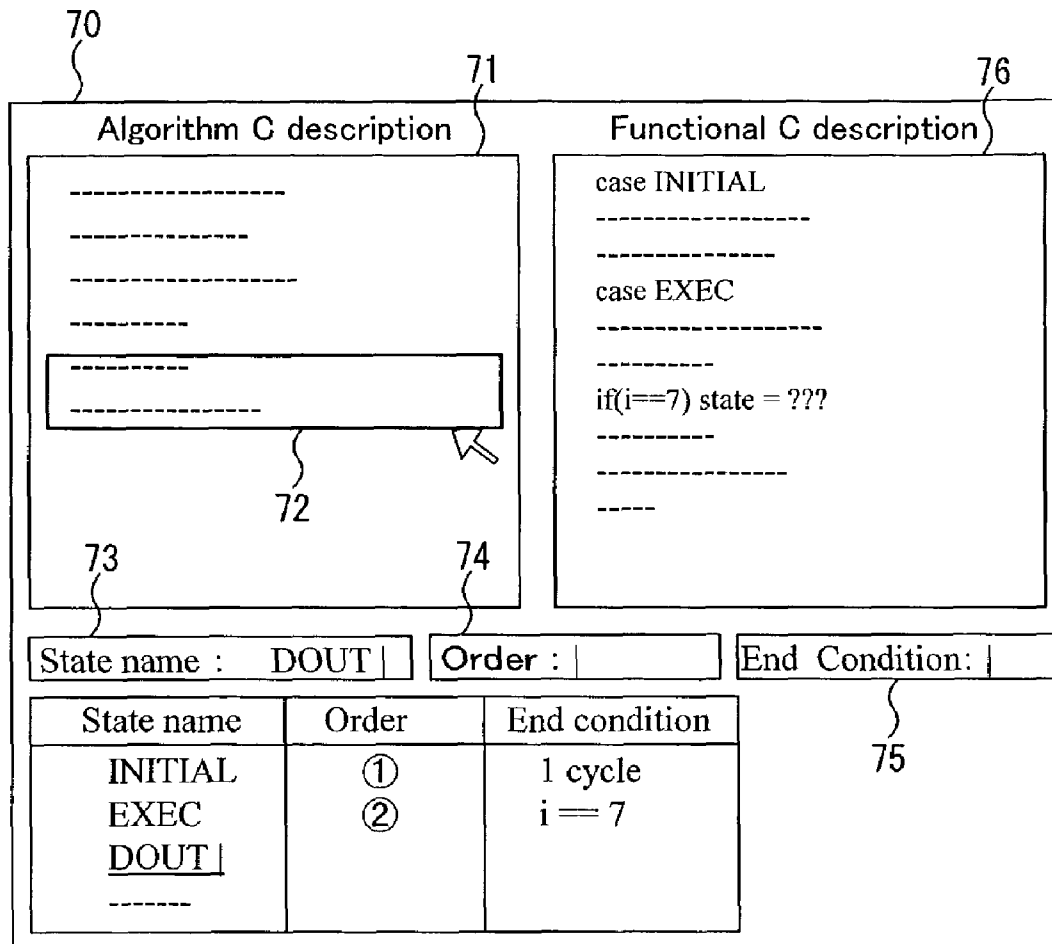 70
71
76
Algorithm C description
Functional C description
case INITIAL
case EXEC
if(i==7) state = ???
72
73
74
State name : DOUT
Order :
End Condition:
75
State name Order End condition
INITIAL ① 1 cycle
EXEC ② i == 7
DOUT